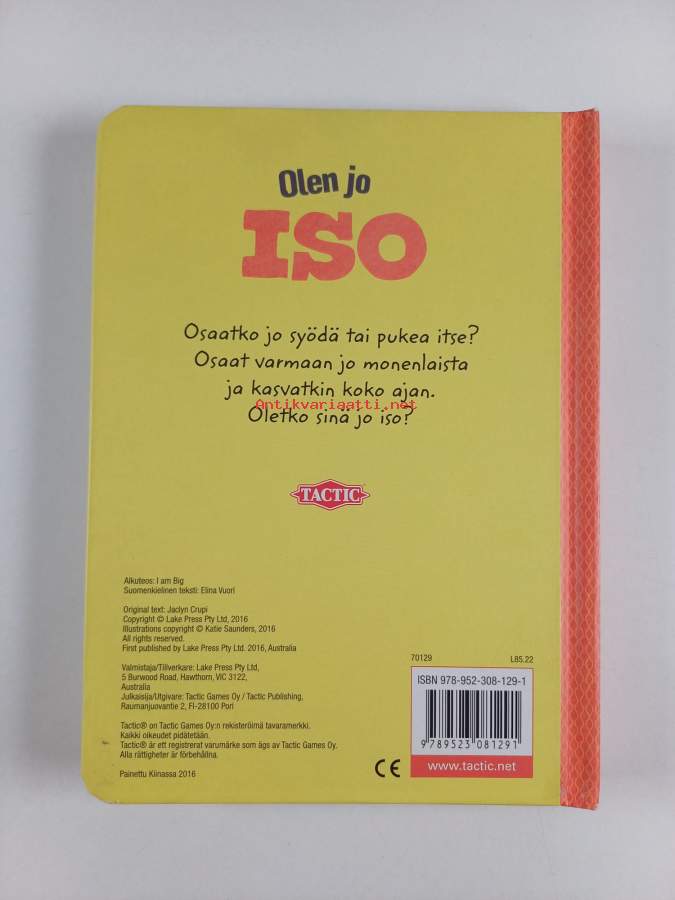 Olen jo
ISO
Osaatko jo syödä tai pukea itse?
Osaat varmaan jo monenlaista
ja kasvatkin koko ajan.
Antikvariaatti.net
Oletko sinä jo iso?
TACTIC
Alkuteos: I am Big
Suomenkielinen teksti: Elina Vuori
Original text: Jaclyn Crupi
Copyright © Lake Press Pty Ltd, 2016
Illustrations copyright © Katie Saunders, 2016
All rights reserved.
First published by Lake Press Pty Ltd. 2016, Australia
Valmistaja/Tillverkare: Lake Press Pty Ltd,
5 Burwood Road, Hawthorn, VIC 3122,
Australia
Julkaisija/Utgivare: Tactic Games Oy / Tactic Publishing,
Raumanjuovantie 2, FI-28100 Pori
Tactic® on Tactic Games Oy:n rekisteröimä tavaramerkki.
Kaikki oikeudet pidätetään.
Tactic® är ett registrerat varumärke som ägs av Tactic Games Oy.
Alla rättigheter är förbehållna.
Painettu Kiinassa 2016
CE
70129 L85.22
ISBN 978-952-308-129-1
9 789523 081291
www.tactic.net